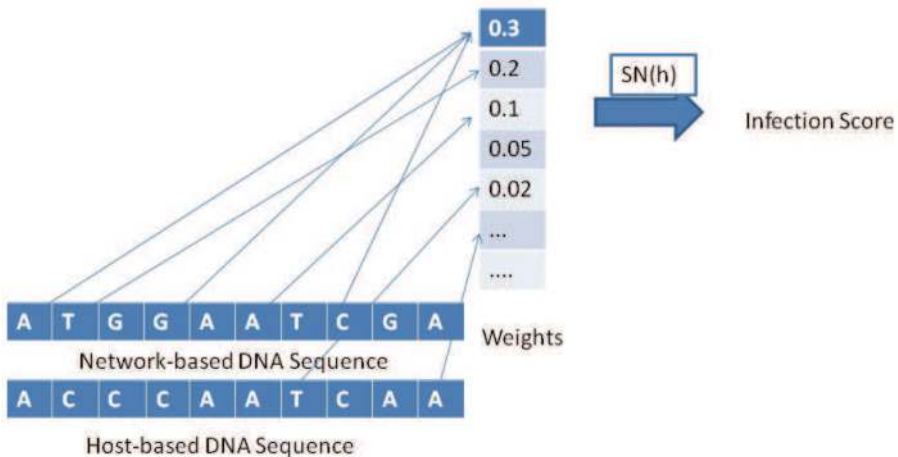 0.3
0.2
0.1
0.05
0.02
...
....
SN(h)
Infection Score
A T G G A A T C G A
Network-based DNA Sequence
Weights
A C C C A A T C A A
Host-based DNA Sequence